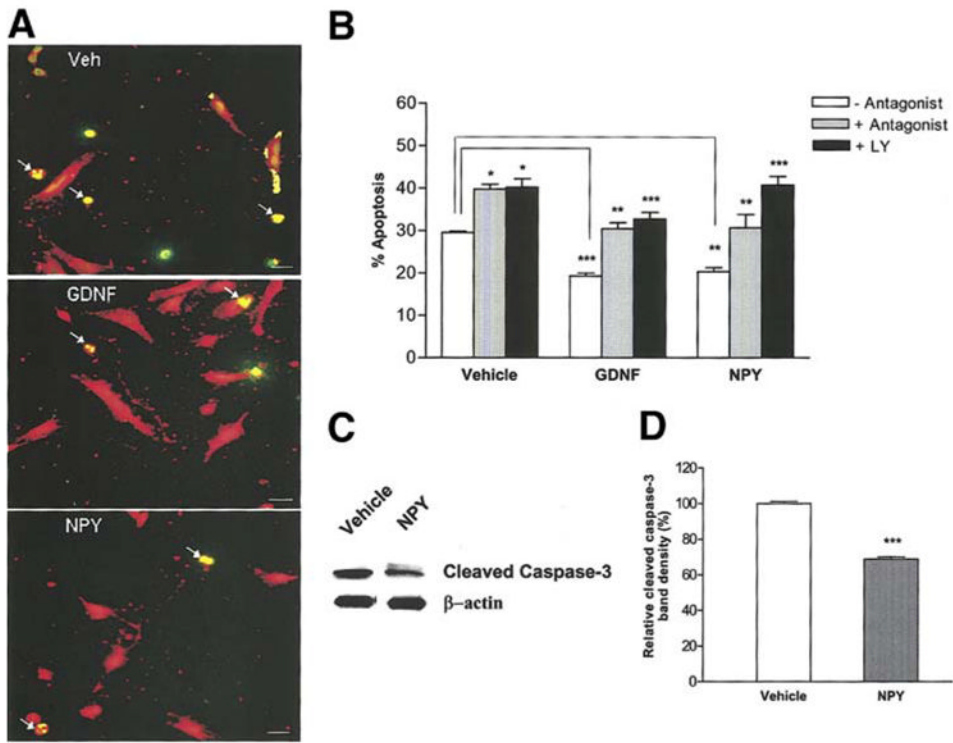 A
Veh
GDNF
NPY
B
60
50
40
30
20
10
0
% Apoptosis
- Antagonist
+ Antagonist
+ LY
*
*
***
**
***
**
**
***
Vehicle
GDNF
NPY
C
Vehicle
NPY
Cleaved Caspase-3
β-actin
D
120
100
80
60
40
20
0
Relative cleaved caspase-3
band density (%)
***
Vehicle
NPY